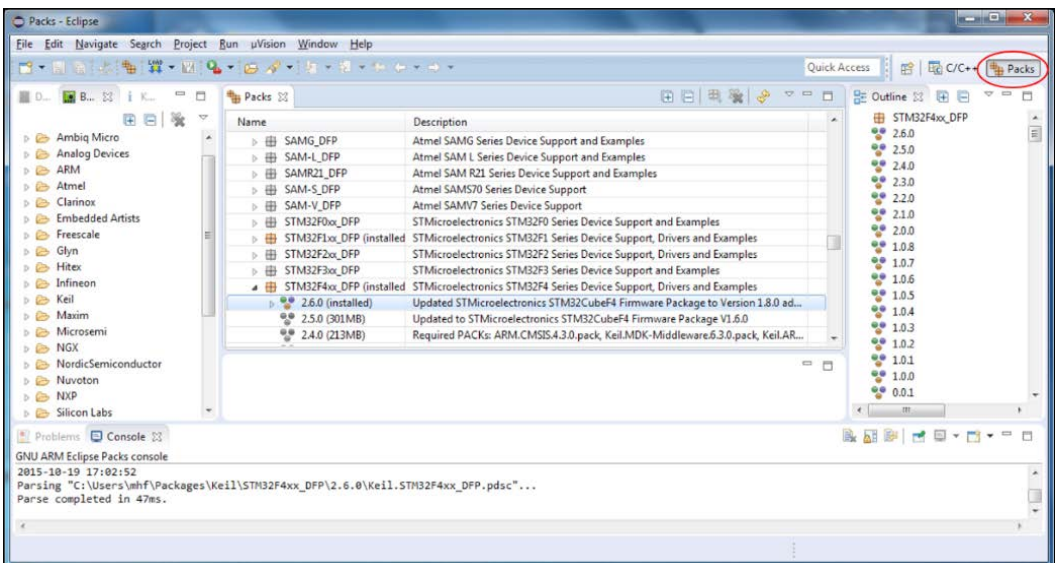 Packs - Eclipse
File Edit Navigate Search Project Run µVision Window Help
Quick Access C/C++ Packs
D... B... K...
Ambiq Micro
Analog Devices
ARM
Atmel
Clarinox
Embedded Artists
Freescale
Glyn
Hitex
Infineon
Keil
Maxim
Microsemi
NGX
NordicSemiconductor
Nuvoton
NXP
Silicon Labs
Packs
Name Description
SAMG_DFP Atmel SAMG Series Device Support and Examples
SAM-L_DFP Atmel SAM L Series Device Support and Examples
SAMR21_DFP Atmel SAM R21 Series Device Support and Examples
SAM-S_DFP Atmel SAMS70 Series Device Support
SAM-V_DFP Atmel SAMV7 Series Device Support
STM32F0xx_DFP STMicroelectronics STM32F0 Series Device Support and Examples
STM32F1xx_DFP (installed STMicroelectronics STM32F1 Series Device Support, Drivers and Examples
STM32F2xx_DFP STMicroelectronics STM32F2 Series Device Support, Drivers and Examples
STM32F3xx_DFP STMicroelectronics STM32F3 Series Device Support and Examples
STM32F4xx_DFP (installed STMicroelectronics STM32F4 Series Device Support, Drivers and Examples
2.6.0 (installed) Updated STMicroelectronics STM32CubeF4 Firmware Package to Version 1.8.0 ad...
2.5.0 (301MB) Updated to STMicroelectronics STM32CubeF4 Firmware Package V1.6.0
2.4.0 (213MB) Required PACKs: ARM.CMSIS.4.3.0.pack, Keil.MDK-Middleware.6.3.0.pack, Keil.AR...
Outline
STM32F4xx_DFP
2.6.0
2.5.0
2.4.0
2.3.0
2.2.0
2.1.0
2.0.0
1.0.8
1.0.7
1.0.6
1.0.5
1.0.4
1.0.3
1.0.2
1.0.1
1.0.0
0.0.1
Problems Console
GNU ARM Eclipse Packs console
2015-10-19 17:02:52
Parsing "C:\Users\mhf\Packages\Keil\STM32F4xx_DFP\2.6.0\Keil.STM32F4xx_DFP.pdsc"...
Parse completed in 47ms.